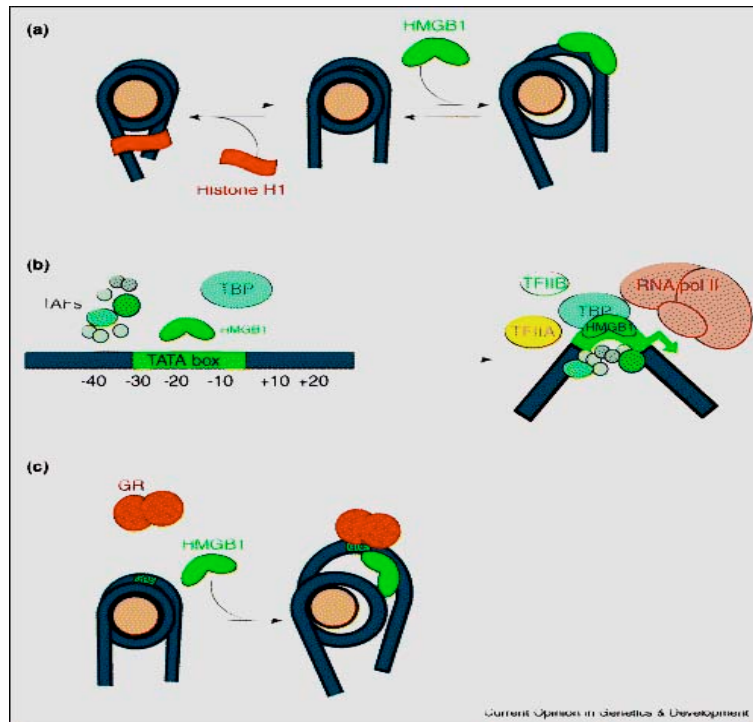 (a)
HMGB1
Histone H1
(b)
TBP
TAFs
HMGB1
TATA box
-40 -30 -20 -10 +10 +20
TFIIB
RNA pol II
TBP
HMGB1
TFIIA
(c)
GR
HMGB1
Current Opinion in Genetics & Development